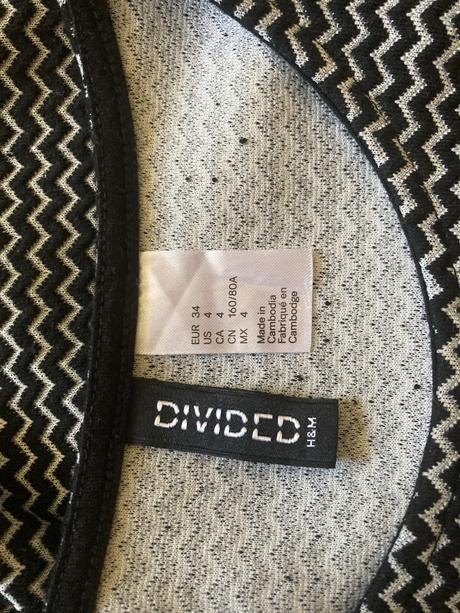 EUR 34
US 4
CA 4
CN 160/80A
MX 4
Made in
Cambodia
Fabriqué en
Cambodge
DIVIDED
H&M